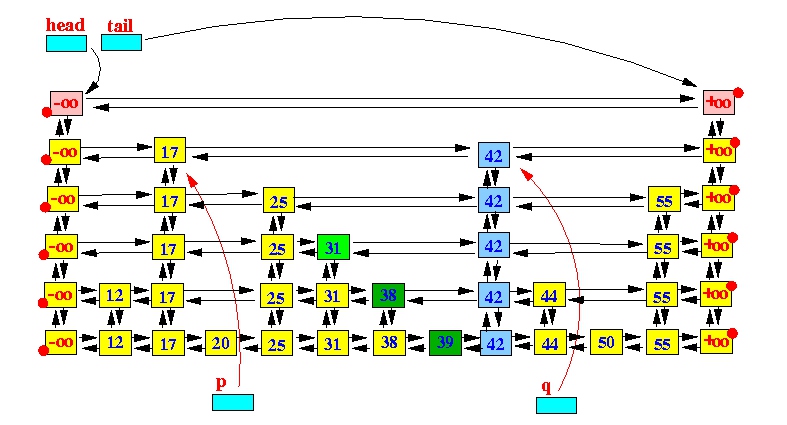 head tail
-oo +oo
-oo 17 42 +oo
-oo 17 25 42 55 +oo
-oo 17 25 31 42 55 +oo
-oo 12 17 25 31 38 42 44 55 +oo
-oo 12 17 20 25 31 38 39 42 44 50 55 +oo
p q